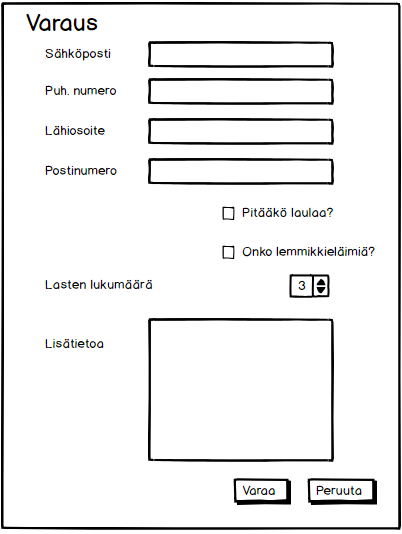 Varaus
Sähköposti
Puh. numero
Lähiosoite
Postinumero
Pitääkö laulaa?
Onko lemmikkieläimiä?
Lasten lukumäärä 3
Lisätietoa
Varaa Peruuta